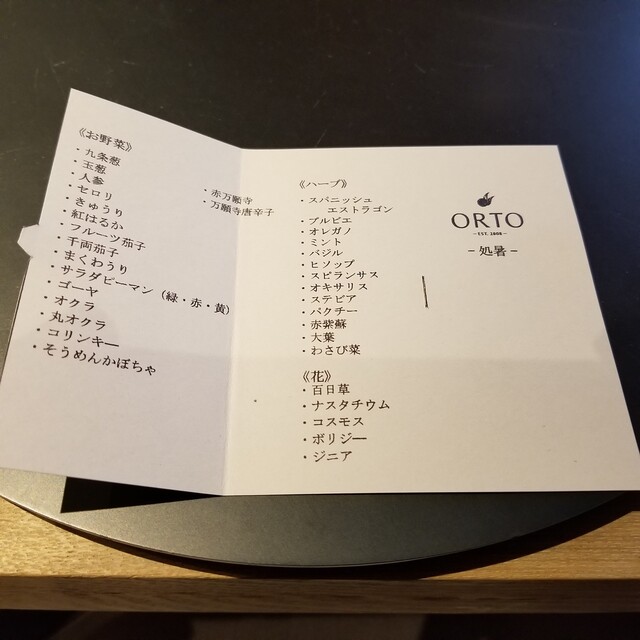 《お野菜》
・九条葱
・玉葱
・人参
・セロリ
・きゅうり
・紅はるか
・フルーツ茄子
・千両茄子
・まくわうり
・サラダピーマン（緑・赤・黄）
・ゴーヤ
・オクラ
・丸オクラ
・コリンキー
・そうめんかぼちゃ
・赤万願寺
・万願寺唐辛子
《ハーブ》
・スパニッシュ
エストラゴン
・プルピエ
・オレガノ
・ミント
・バジル
・ヒソップ
・スピランサス
・オキサリス
・ステビア
・パクチー
・赤紫蘇
・大葉
・わさび菜
《花》
・百日草
・ナスタチウム
・コスモス
・ボリジー
・ジニア
ORTO
-EST. 2008-
-処暑-